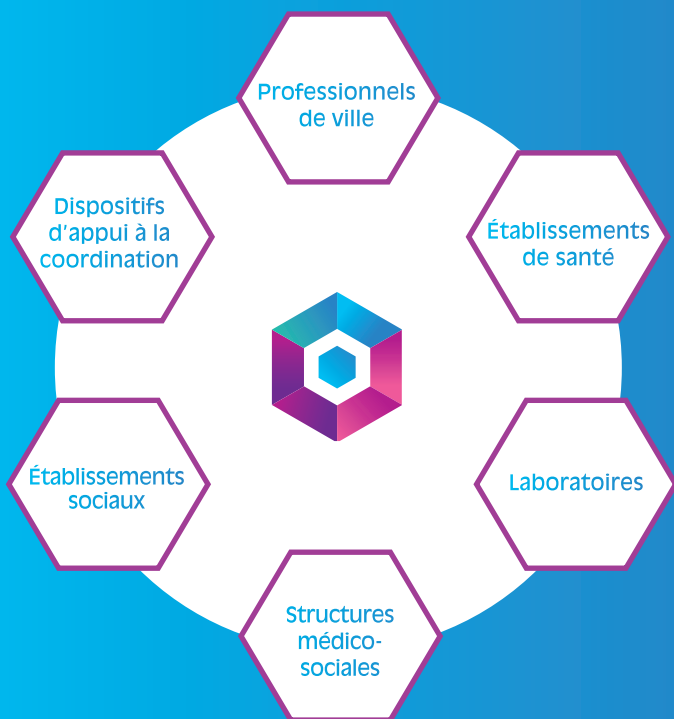 Professionnels
de ville
Dispositifs
d'appui à la
coordination
Établissements
de santé
Établissements
sociaux
Laboratoires
Structures
médico-
sociales